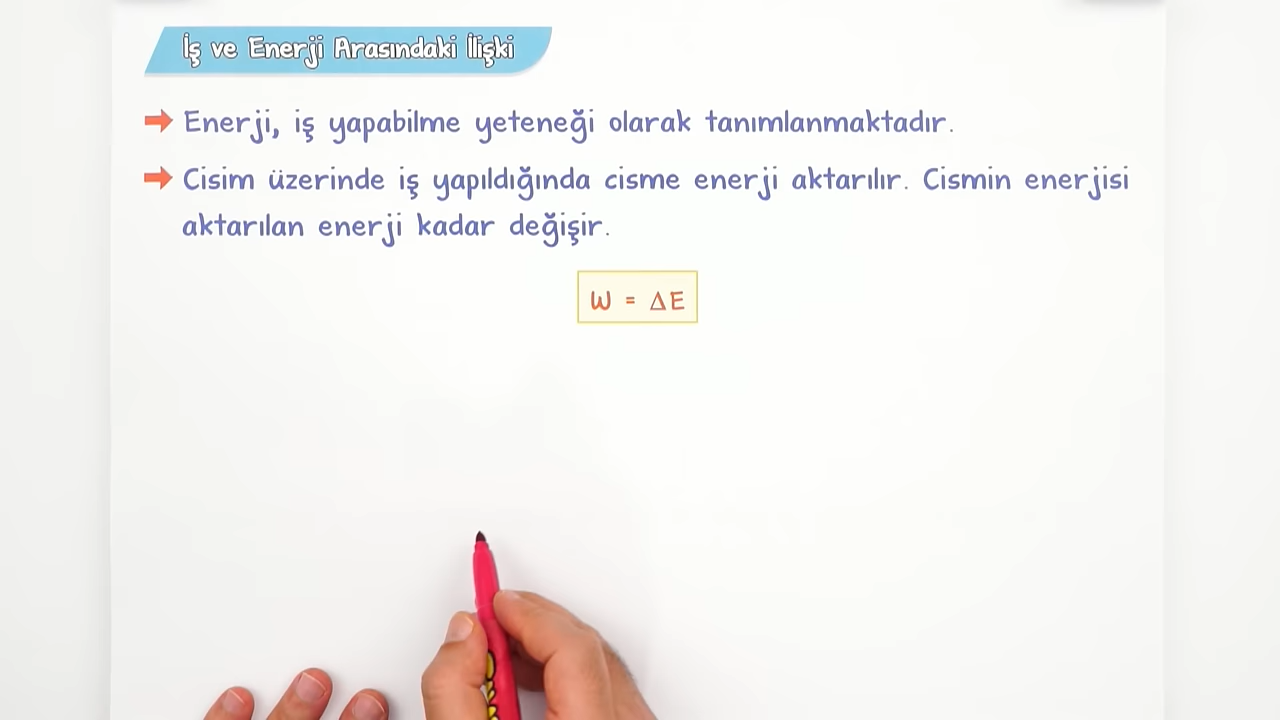 İş ve Enerji Arasındaki İlişki
Enerji, iş yapabilme yeteneği olarak tanımlanmaktadır.
Cisim üzerinde iş yapıldığında cisme enerji aktarılır. Cismin enerjisi
aktarılan enerji kadar değişir.
W = ΔE